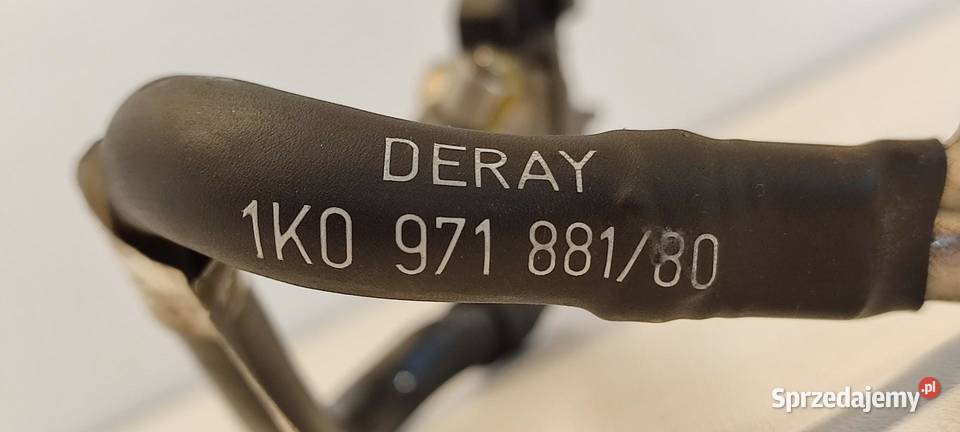 DERAY
1K0 971 881/80
Sprzedajemy.pl